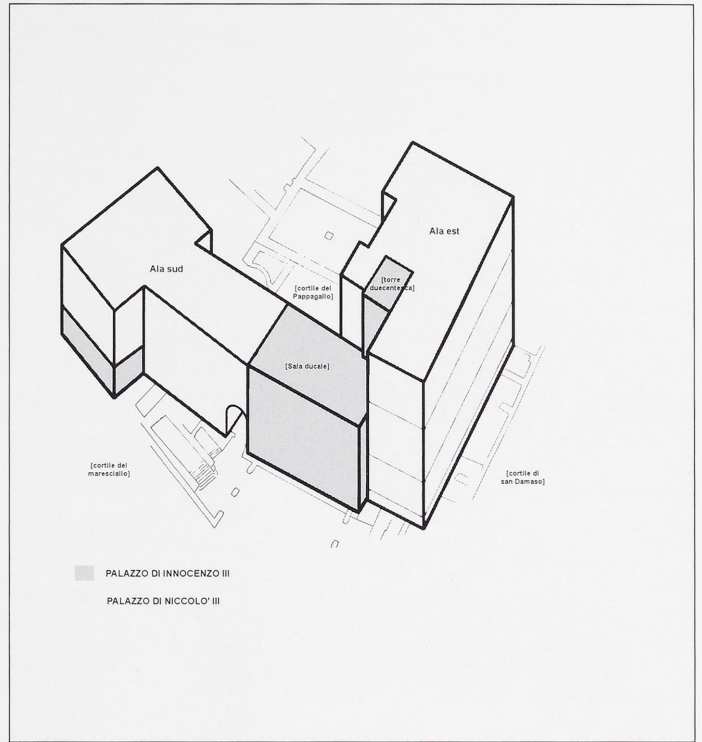 Ala est
Ala sud
[torre
duecentesca]
[cortile del
Pappagallo]
[Sala ducale]
[cortile del
maresciallo]
[cortile di
san Damaso]
PALAZZO DI INNOCENZO III
PALAZZO DI NICCOLO' III